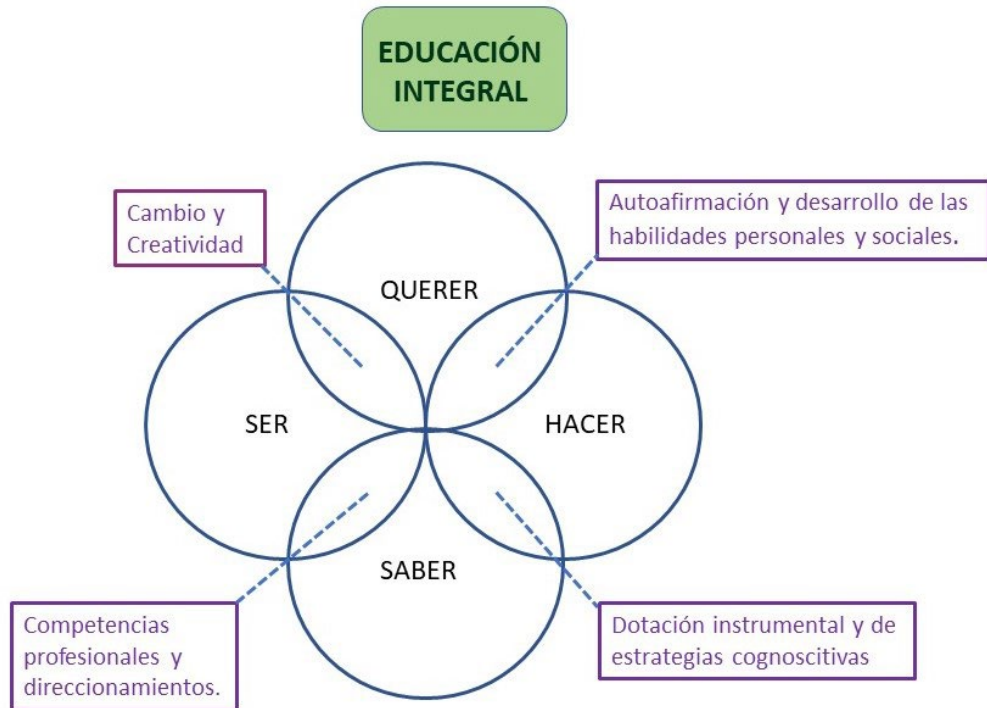 EDUCACIÓN
INTEGRAL
Cambio y
Creatividad
Autoafirmación y desarrollo de las
habilidades personales y sociales.
QUERER
SER
HACER
SABER
Competencias
profesionales y
direccionamientos.
Dotación instrumental y de
estrategias cognoscitivas